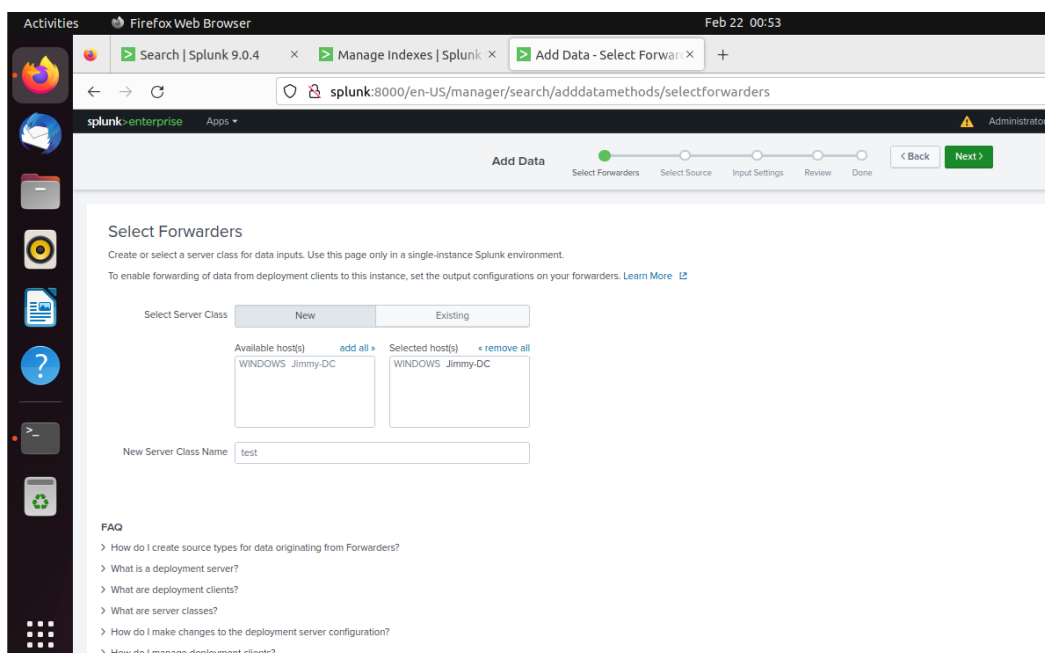 Activities Firefox Web Browser Feb 22 00:53
Search | Splunk 9.0.4 × Manage Indexes | Splunk × Add Data - Select Forwar × +
splunk:8000/en-US/manager/search/adddatamethods/selectforwarders
splunk>enterprise Apps Administrator
Add Data
Select Forwarders Select Source Input Settings Review Done
< Back Next >
Select Forwarders
Create or select a server class for data inputs. Use this page only in a single-instance Splunk environment.
To enable forwarding of data from deployment clients to this instance, set the output configurations on your forwarders. Learn More
Select Server Class New Existing
Available host(s) add all » Selected host(s) « remove all
WINDOWS Jimmy-DC WINDOWS Jimmy-DC
New Server Class Name test
FAQ
> How do I create source types for data originating from Forwarders?
> What is a deployment server?
> What are deployment clients?
> What are server classes?
> How do I make changes to the deployment server configuration?
> How do I manage deployment clients?